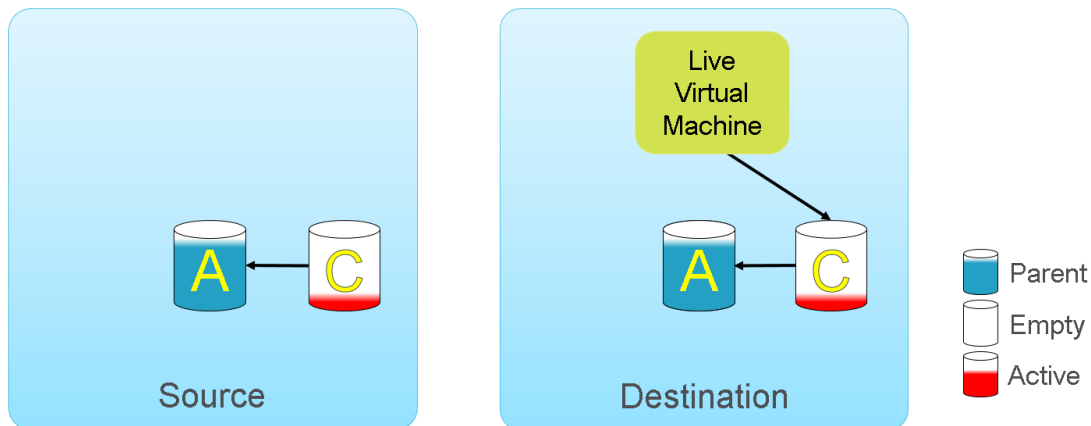 Live
Virtual
Machine
A
C
A
C
Parent
Empty
Active
Source
Destination